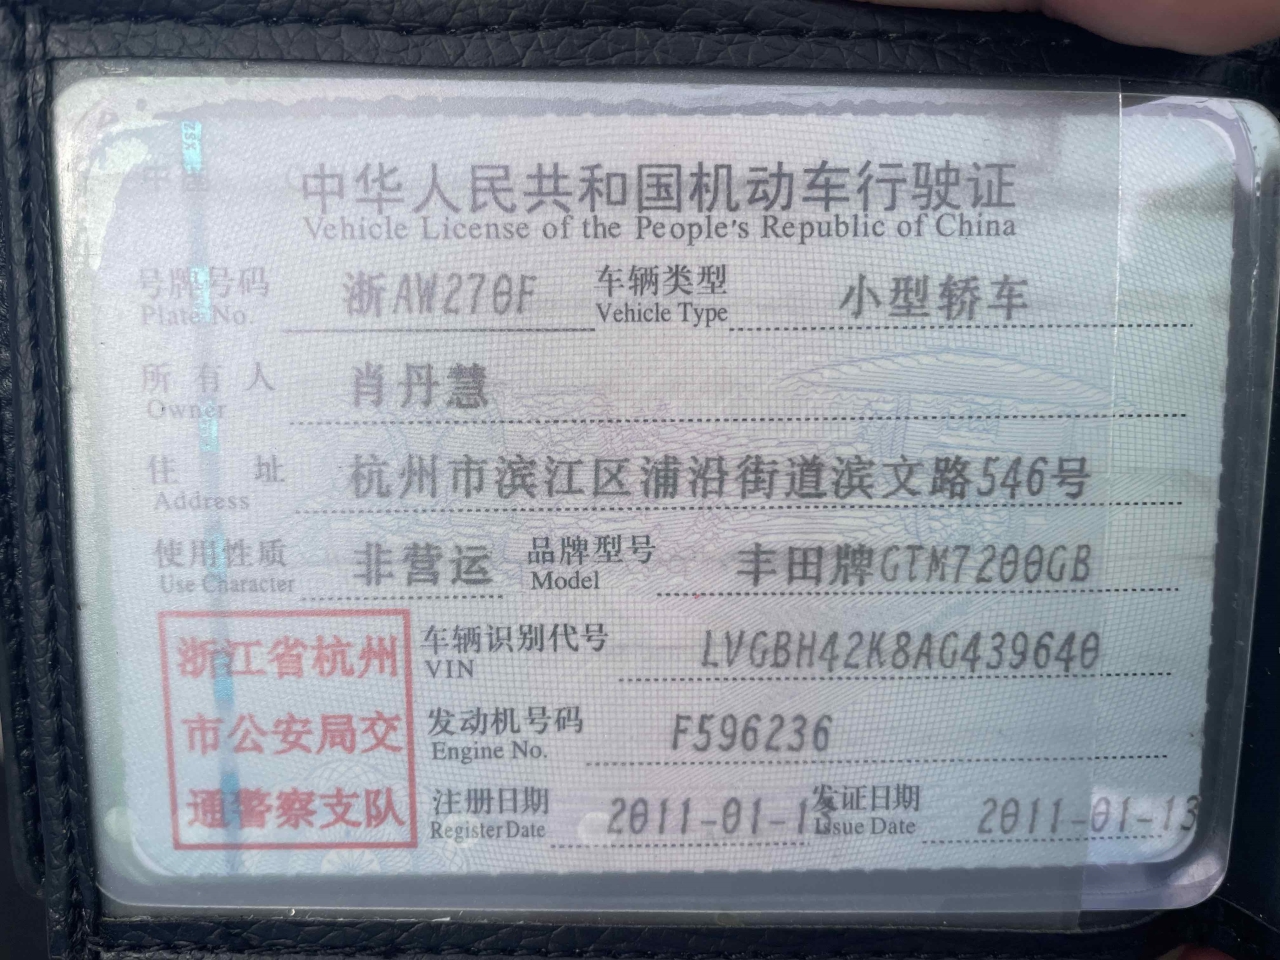 中华人民共和国机动车行驶证
Vehicle License of the People's Republic of China
号牌号码 浙AW270F 车辆类型 小型轿车
Plate No. Vehicle Type
所有人 肖丹慧
Owner
住址 杭州市滨江区浦沿街道滨文路546号
Address
使用性质 非营运 品牌型号 丰田牌GTM7200GB
Use Character Model
浙江省杭州
市公安局交
通警察支队
车辆识别代号 LVGBH42K8AG439640
VIN
发动机号码 F596236
Engine No.
注册日期 2011-01-13 发证日期 2011-01-13
Register Date Issue Date